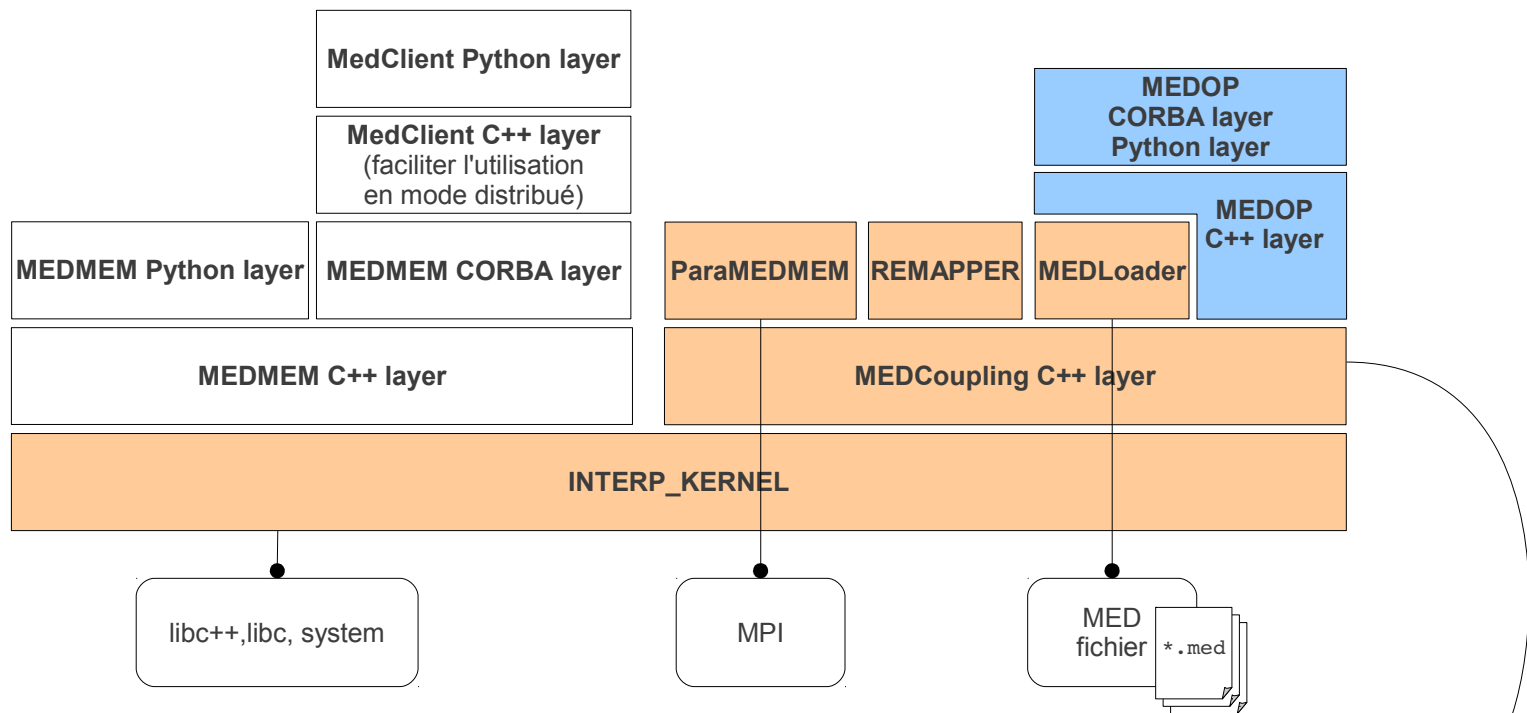 MedClient Python layer
MedClient C++ layer
(faciliter l'utilisation
en mode distribué)
MEDOP
CORBA layer
Python layer
MEDOP
C++ layer
MEDMEM Python layer
MEDMEM CORBA layer
ParaMEDMEM
REMAPPER
MEDLoader
MEDMEM C++ layer
MEDCoupling C++ layer
INTERP_KERNEL
libc++,libc, system
MPI
MED
fichier
*.med